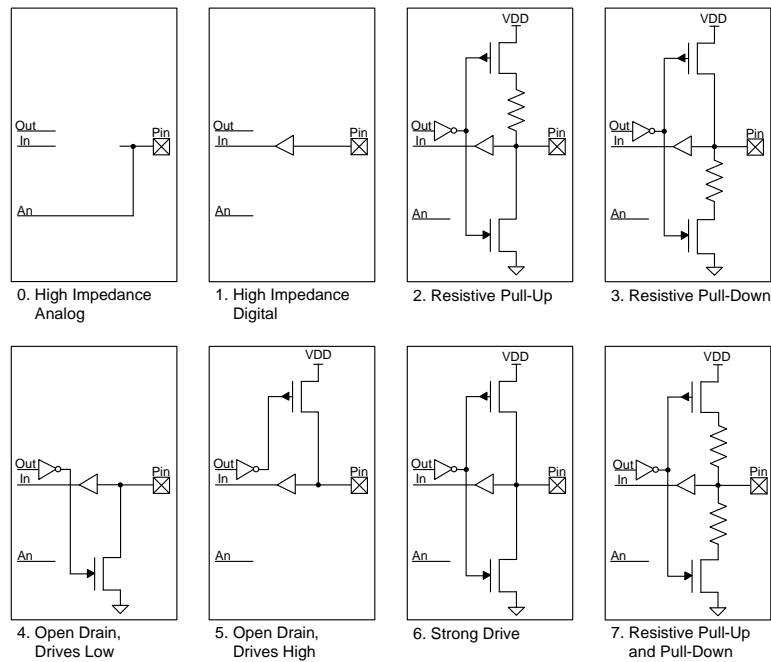 Out
In
An
Pin
0. High Impedance
Analog
Out
In
An
Pin
1. High Impedance
Digital
VDD
Out
In
An
Pin
2. Resistive Pull-Up
VDD
Out
In
An
Pin
3. Resistive Pull-Down
Out
In
An
Pin
4. Open Drain,
Drives Low
VDD
Out
In
An
Pin
5. Open Drain,
Drives High
VDD
Out
In
An
Pin
6. Strong Drive
VDD
Out
In
An
Pin
7. Resistive Pull-Up
and Pull-Down